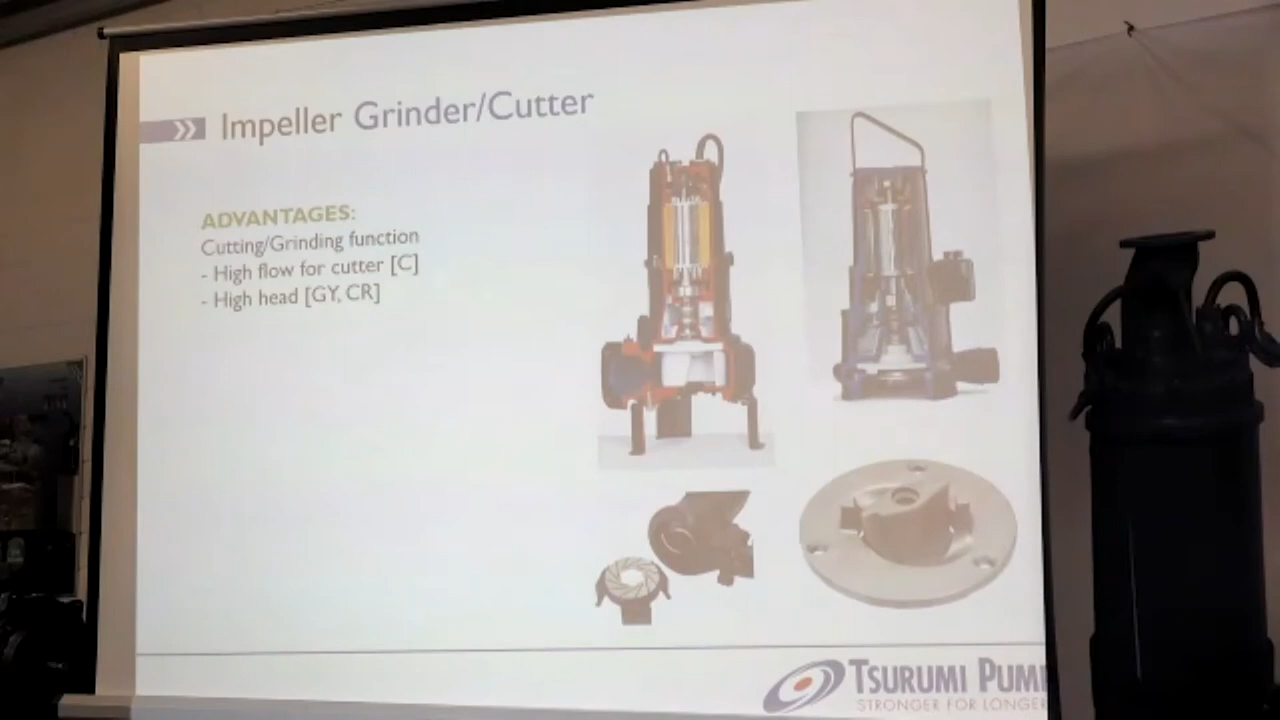 Impeller Grinder/Cutter
ADVANTAGES:
Cutting/Grinding function
- High flow for cutter [C]
- High head [GY, CR]
TSURUMI PUM
STRONGER FOR LONGER